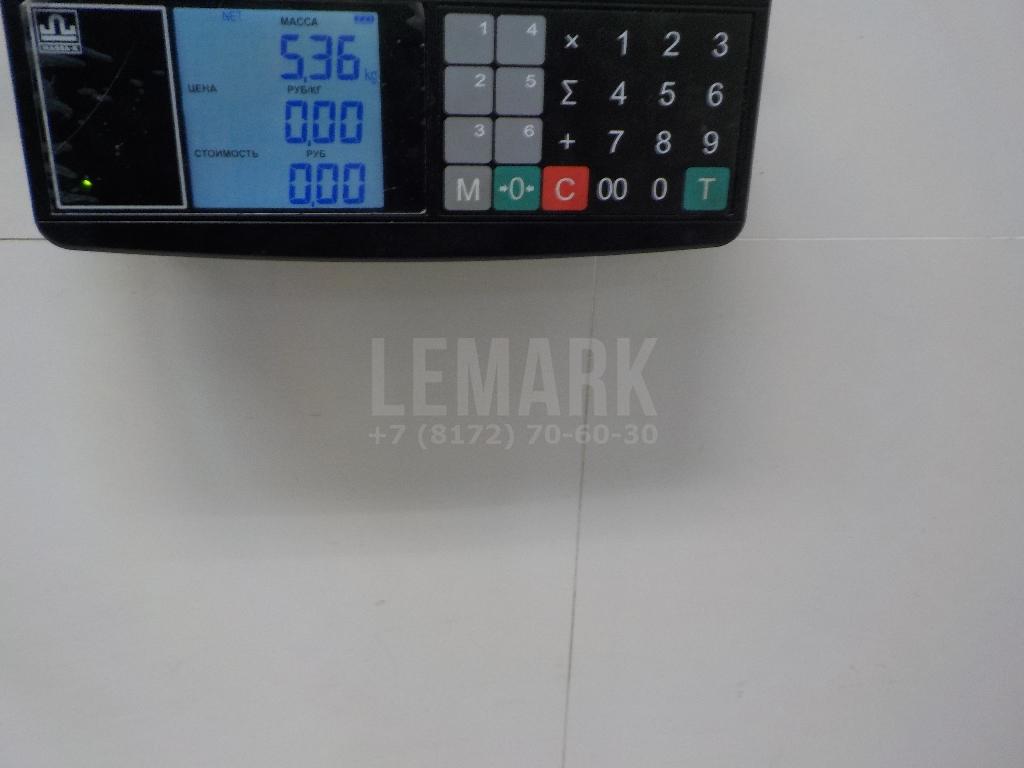 MASSA-K
NET МАССА
5,36 kg
ЦЕНА РУБ/КГ
0,00
СТОИМОСТЬ РУБ
0,00
1 4 × 1 2 3
2 5 Σ 4 5 6
3 6 + 7 8 9
M →0← C 00 0 T
LEMARK
+7 (8172) 70-60-30